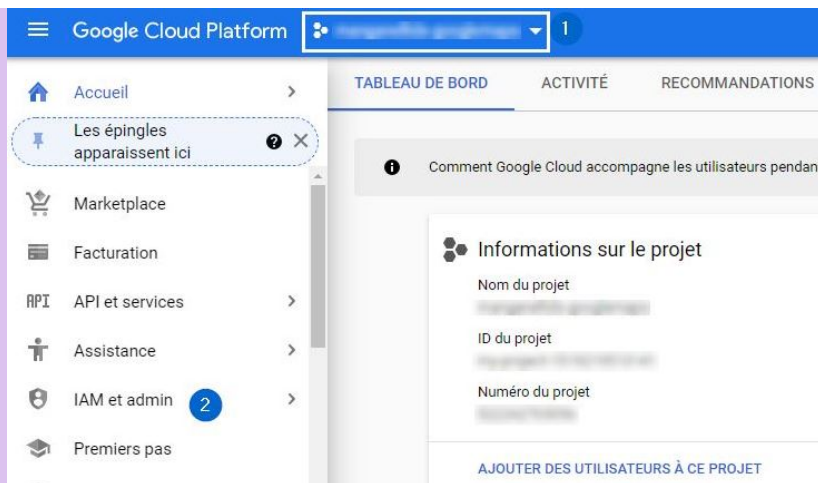 Google Cloud Platform
1
Accueil
Les épingles
apparaissent ici
Marketplace
Facturation
API API et services
Assistance
IAM et admin 2
Premiers pas
TABLEAU DE BORD ACTIVITÉ RECOMMANDATIONS
Comment Google Cloud accompagne les utilisateurs pendan
Informations sur le projet
Nom du projet
ID du projet
Numéro du projet
AJOUTER DES UTILISATEURS À CE PROJET